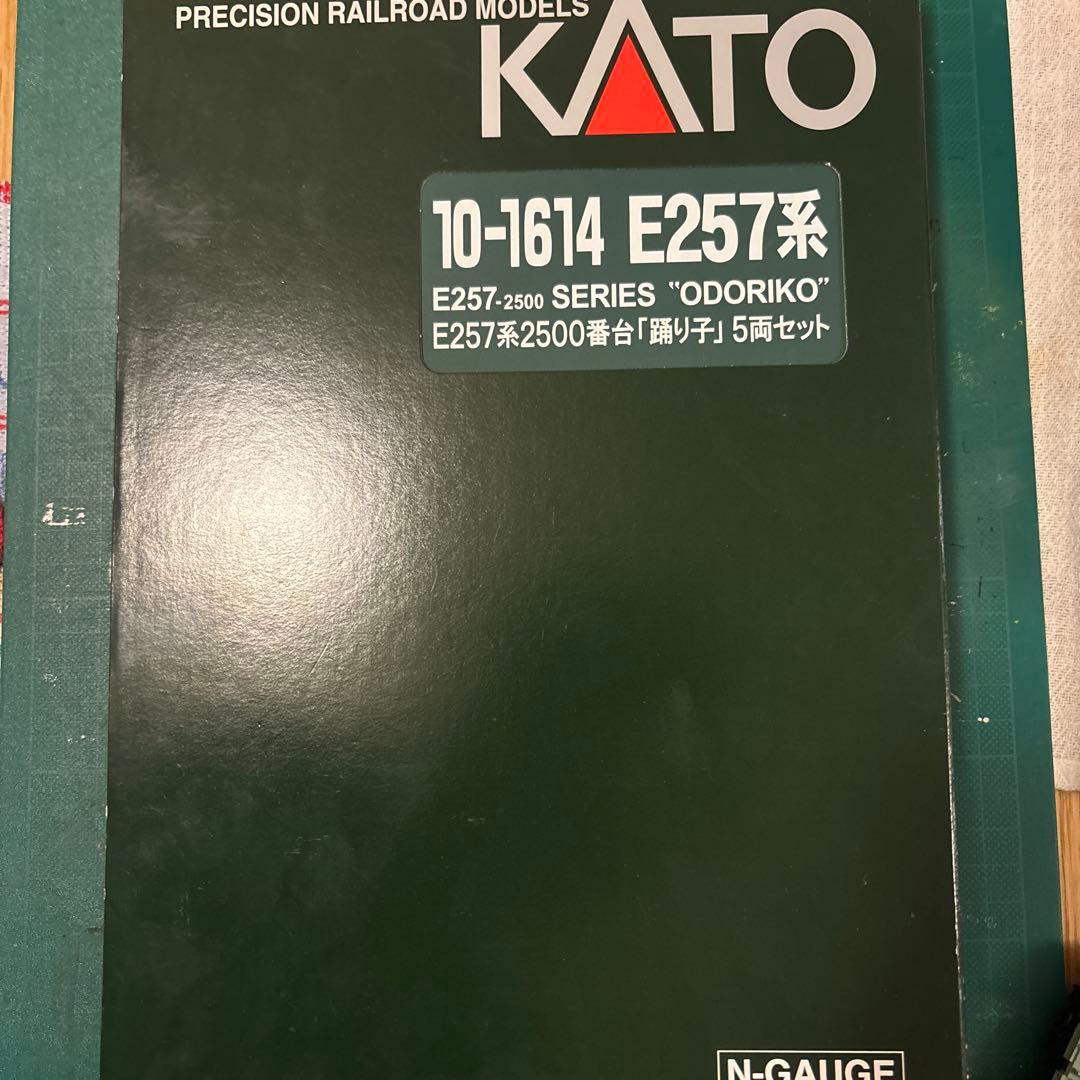 PRECISION RAILROAD MODELS
KATO
10-1614 E257系
E257-2500 SERIES "ODORIKO"
E257系2500番台「踊り子」5両セット
N-GAUGE